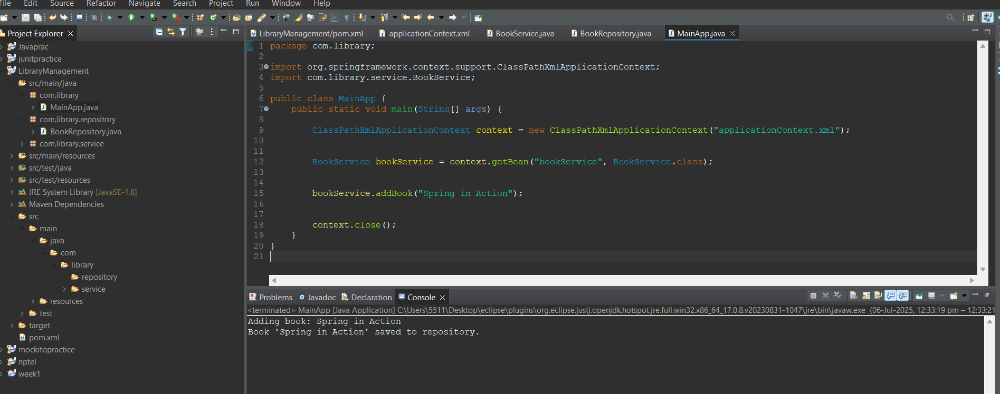 File Edit Source Refactor Navigate Search Project Run Window Help
Project Explorer
Javaprac
junitpractice
LibraryManagement
src/main/java
com.library
MainApp.java
com.library.repository
BookRepository.java
com.library.service
src/main/resources
src/test/java
src/test/resources
JRE System Library [JavaSE-1.8]
Maven Dependencies
src
main
java
com
library
repository
service
resources
test
target
pom.xml
mockitopractice
nptel
week1
LibraryManagement/pom.xml applicationContext.xml BookService.java BookRepository.java MainApp.java
1 package com.library;
2
3 import org.springframework.context.support.ClassPathXmlApplicationContext;
4 import com.library.service.BookService;
5
6 public class MainApp {
7     public static void main(String[] args) {
8
9         ClassPathXmlApplicationContext context = new ClassPathXmlApplicationContext("applicationContext.xml");
10
11
12         BookService bookService = context.getBean("bookService", BookService.class);
13
14
15         bookService.addBook("Spring in Action");
16
17
18         context.close();
19     }
20 }
21
Problems Javadoc Declaration Console
<terminated> MainApp [Java Application] C:\Users\5511\Desktop\eclipse\plugins\org.eclipse.justj.openjdk.hotspot.jre.full.win32.x86_64_17.0.8.v20230831-1047\jre\bin\javaw.exe (06-Jul-2025, 12:33:19 pm – 12:33:21
Adding book: Spring in Action
Book 'Spring in Action' saved to repository.